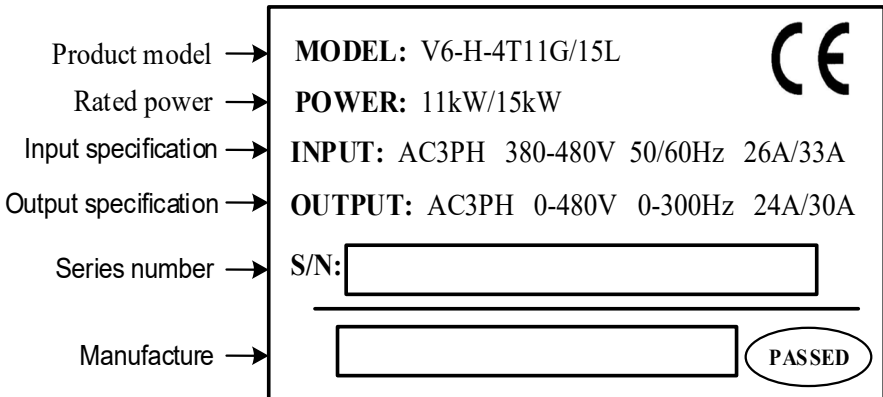 Product model MODEL: V6-H-4T11G/15L CE
Rated power POWER: 11kW/15kW
Input specification INPUT: AC3PH 380-480V 50/60Hz 26A/33A
Output specification OUTPUT: AC3PH 0-480V 0-300Hz 24A/30A
Series number S/N:
Manufacture PASSED